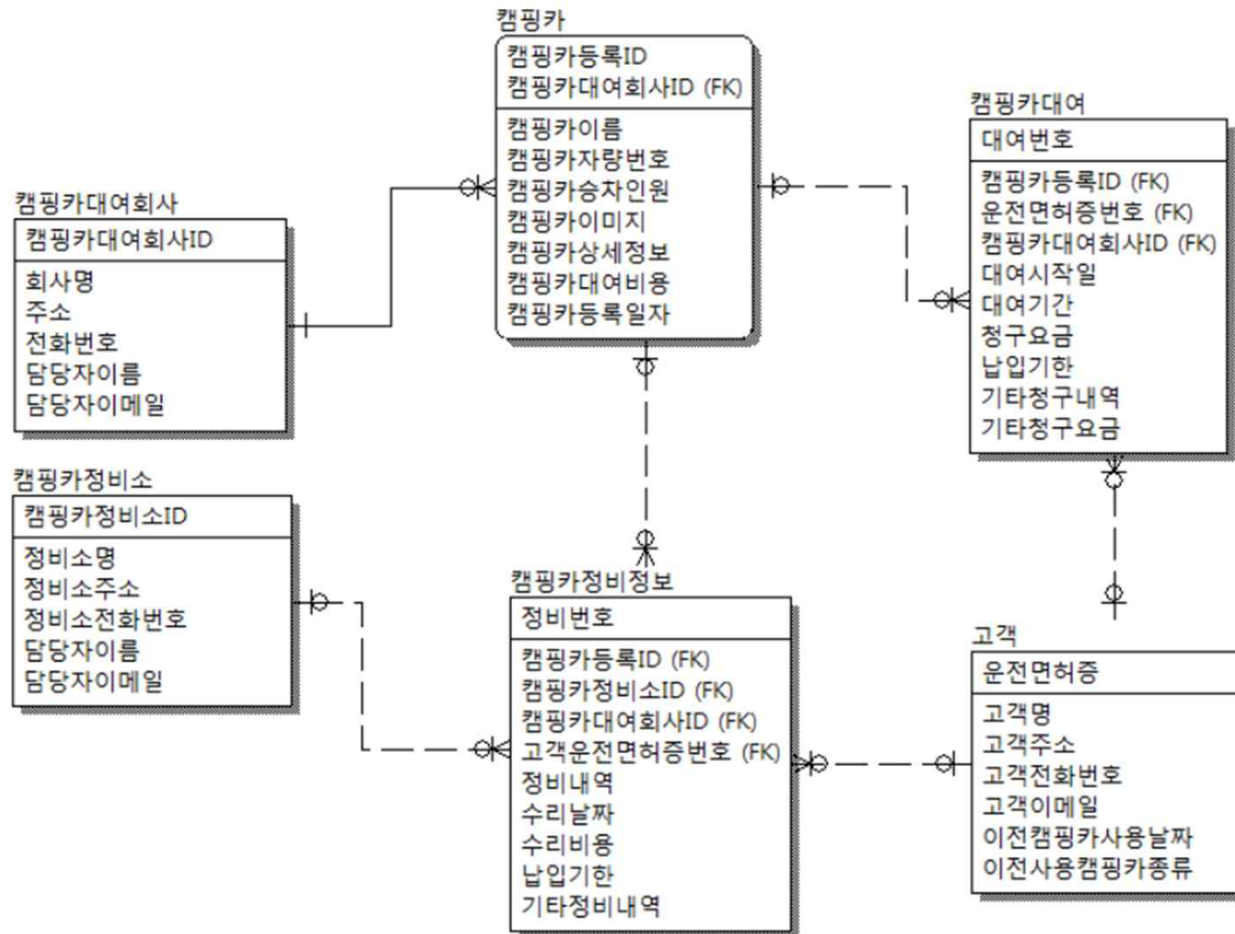 캠핑카
캠핑카등록ID
캠핑카대여회사ID (FK)
캠핑카이름
캠핑카자량번호
캠핑카승차인원
캠핑카이미지
캠핑카상세정보
캠핑카대여비용
캠핑카등록일자
캠핑카대여
대여번호
캠핑카등록ID (FK)
운전면허증번호 (FK)
캠핑카대여회사ID (FK)
대여시작일
대여기간
청구요금
납입기한
기타청구내역
기타청구요금
캠핑카대여회사
캠핑카대여회사ID
회사명
주소
전화번호
담당자이름
담당자이메일
캠핑카정비소
캠핑카정비소ID
정비소명
정비소주소
정비소전화번호
담당자이름
담당자이메일
캠핑카정비정보
정비번호
캠핑카등록ID (FK)
캠핑카정비소ID (FK)
캠핑카대여회사ID (FK)
고객운전면허증번호 (FK)
정비내역
수리날짜
수리비용
납입기한
기타정비내역
고객
운전면허증
고객명
고객주소
고객전화번호
고객이메일
이전캠핑카사용날짜
이전사용캠핑카종류